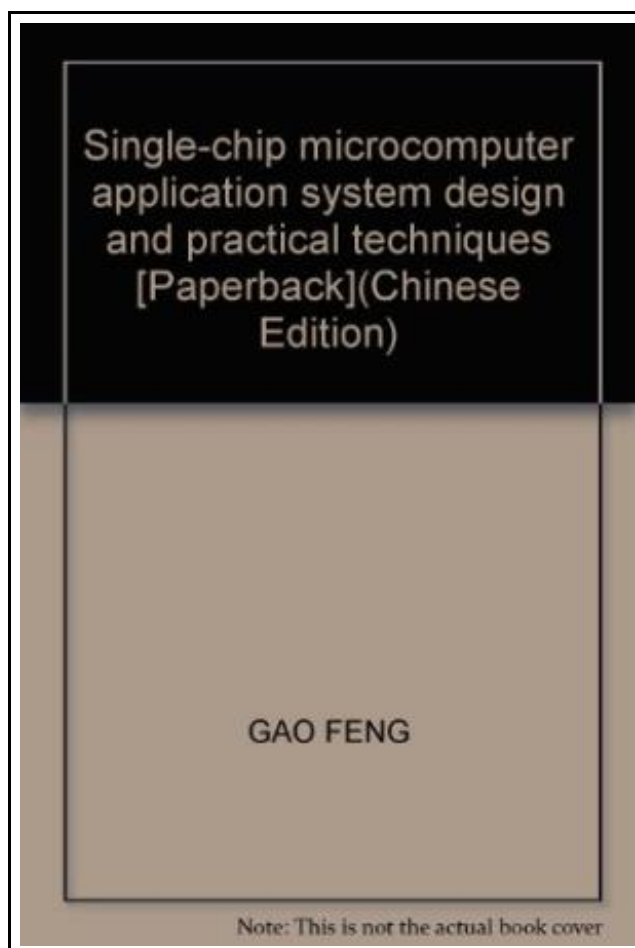 Single-chip microcomputer
application system design
and practical techniques
[Paperback](Chinese
Edition)
GAO FENG
Note: This is not the actual book cover